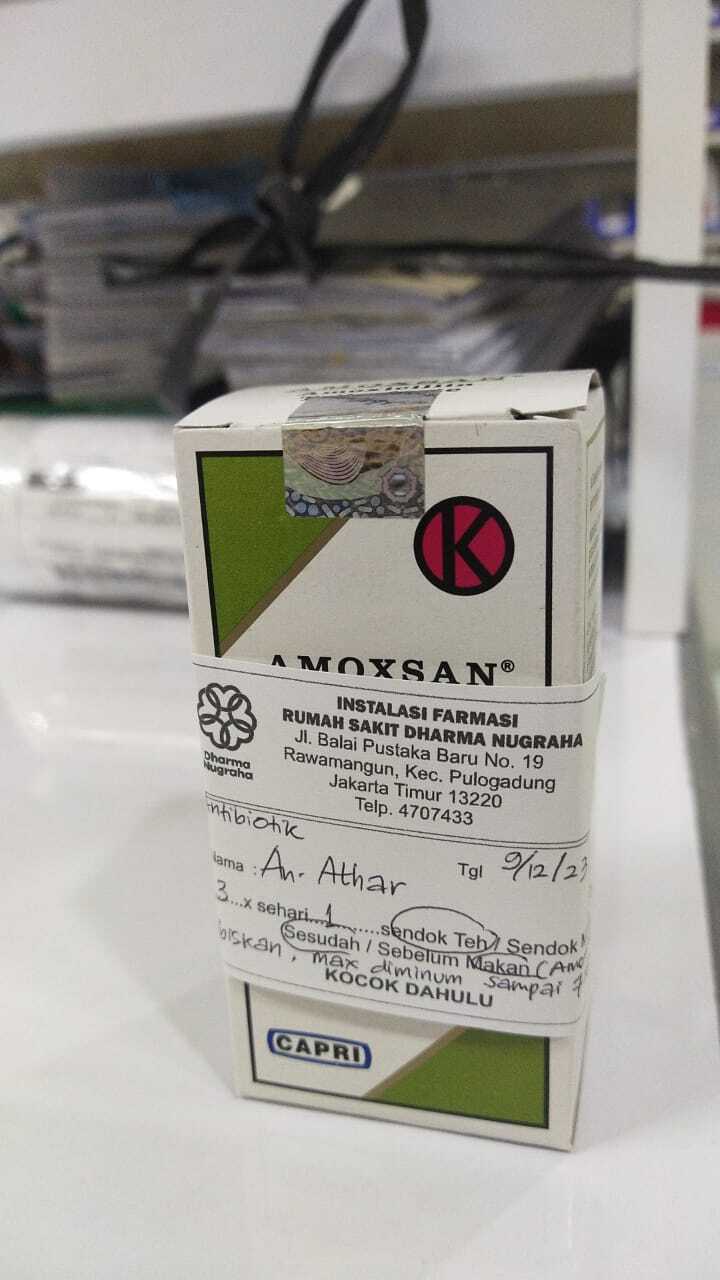 K
AMOXSAN®
Dharma
Nugraha
INSTALASI FARMASI
RUMAH SAKIT DHARMA NUGRAHA
Jl. Balai Pustaka Baru No. 19
Rawamangun, Kec. Pulogadung
Jakarta Timur 13220
Telp. 4707433
ntibiotik
ama : An. Athar Tgl 9/12/23
3...x sehari...1......sendok Teh / Sendok
Sesudah / Sebelum Makan (Amo
biskan, max diminum sampai 7
KOCOK DAHULU
CAPRI